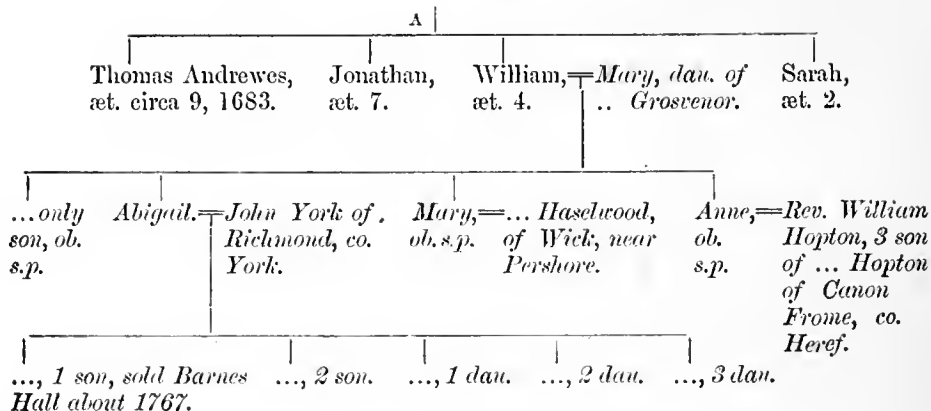 A
Thomas Andrewes,
æt. circa 9, 1683.
Jonathan,
æt. 7.
William,
æt. 4.
Mary, dau. of
.. Grosvenor.
Sarah,
æt. 2.
...only
son, ob.
s.p.
Abigail.
John York of
Richmond, co.
York.
Mary,
ob. s.p.
... Haselwood,
of Wick, near
Pershore.
Anne,
ob.
s.p.
Rev. William
Hopton, 3 son
of ... Hopton
of Canon
Frome, co.
Heref.
..., 1 son, sold Barnes
Hall about 1767.
..., 2 son.
..., 1 dau.
..., 2 dau.
..., 3 dau.